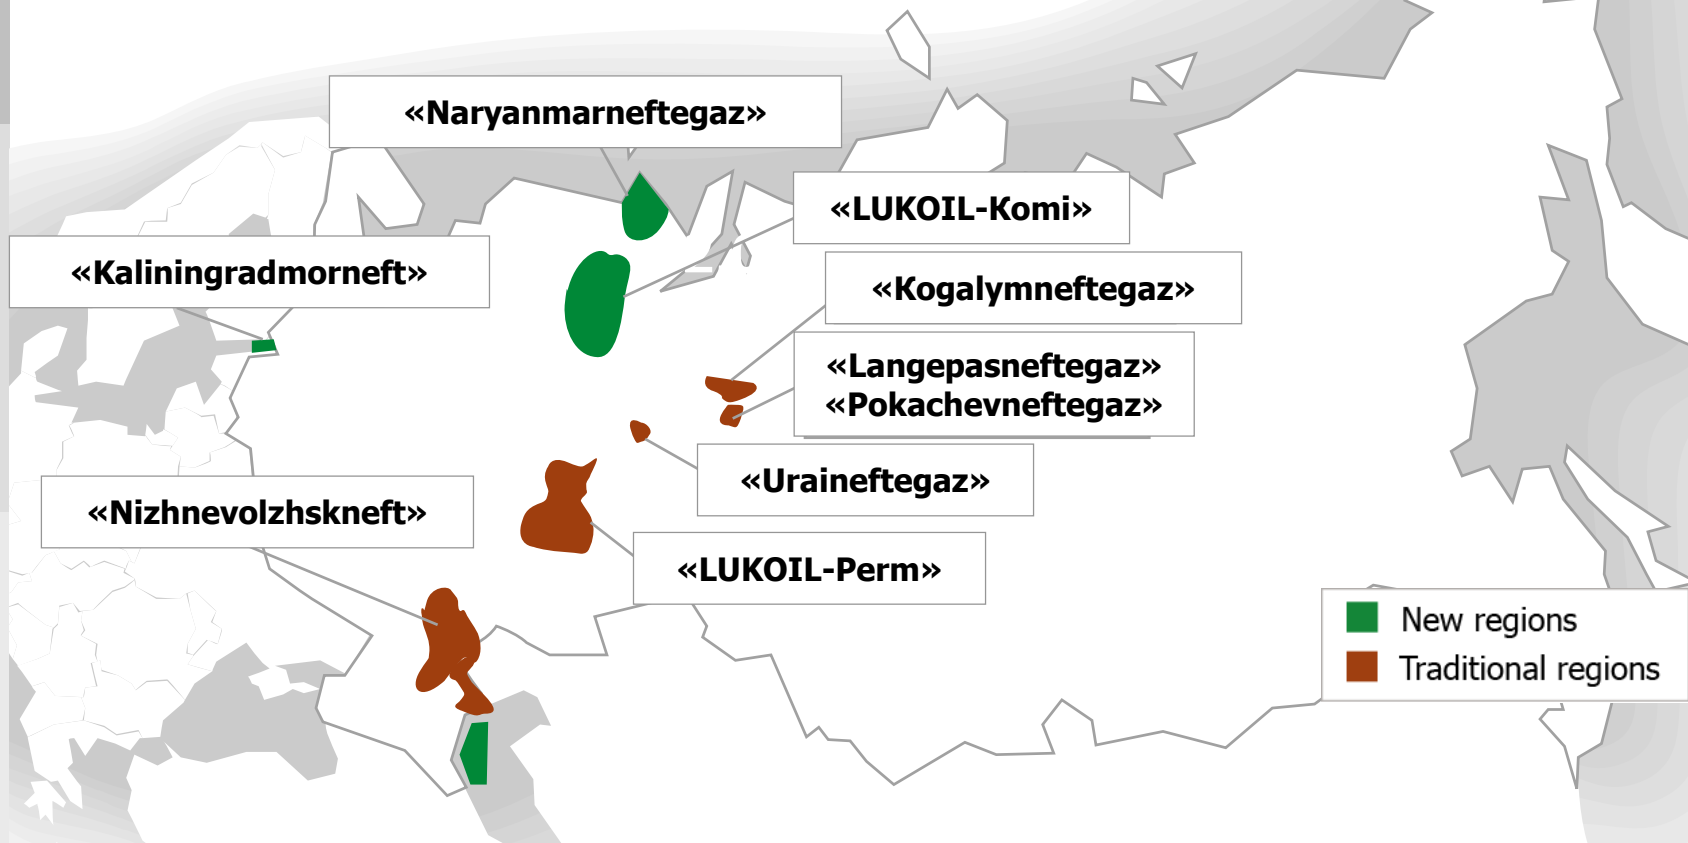 «Naryanmarneftegaz»
«LUKOIL-Komi»
«Kaliningradmorneft»
«Kogalymneftegaz»
«Langepasneftegaz»
«Pokachevneftegaz»
«Uraineftegaz»
«Nizhnevolzhskneft»
«LUKOIL-Perm»
New regions
Traditional regions